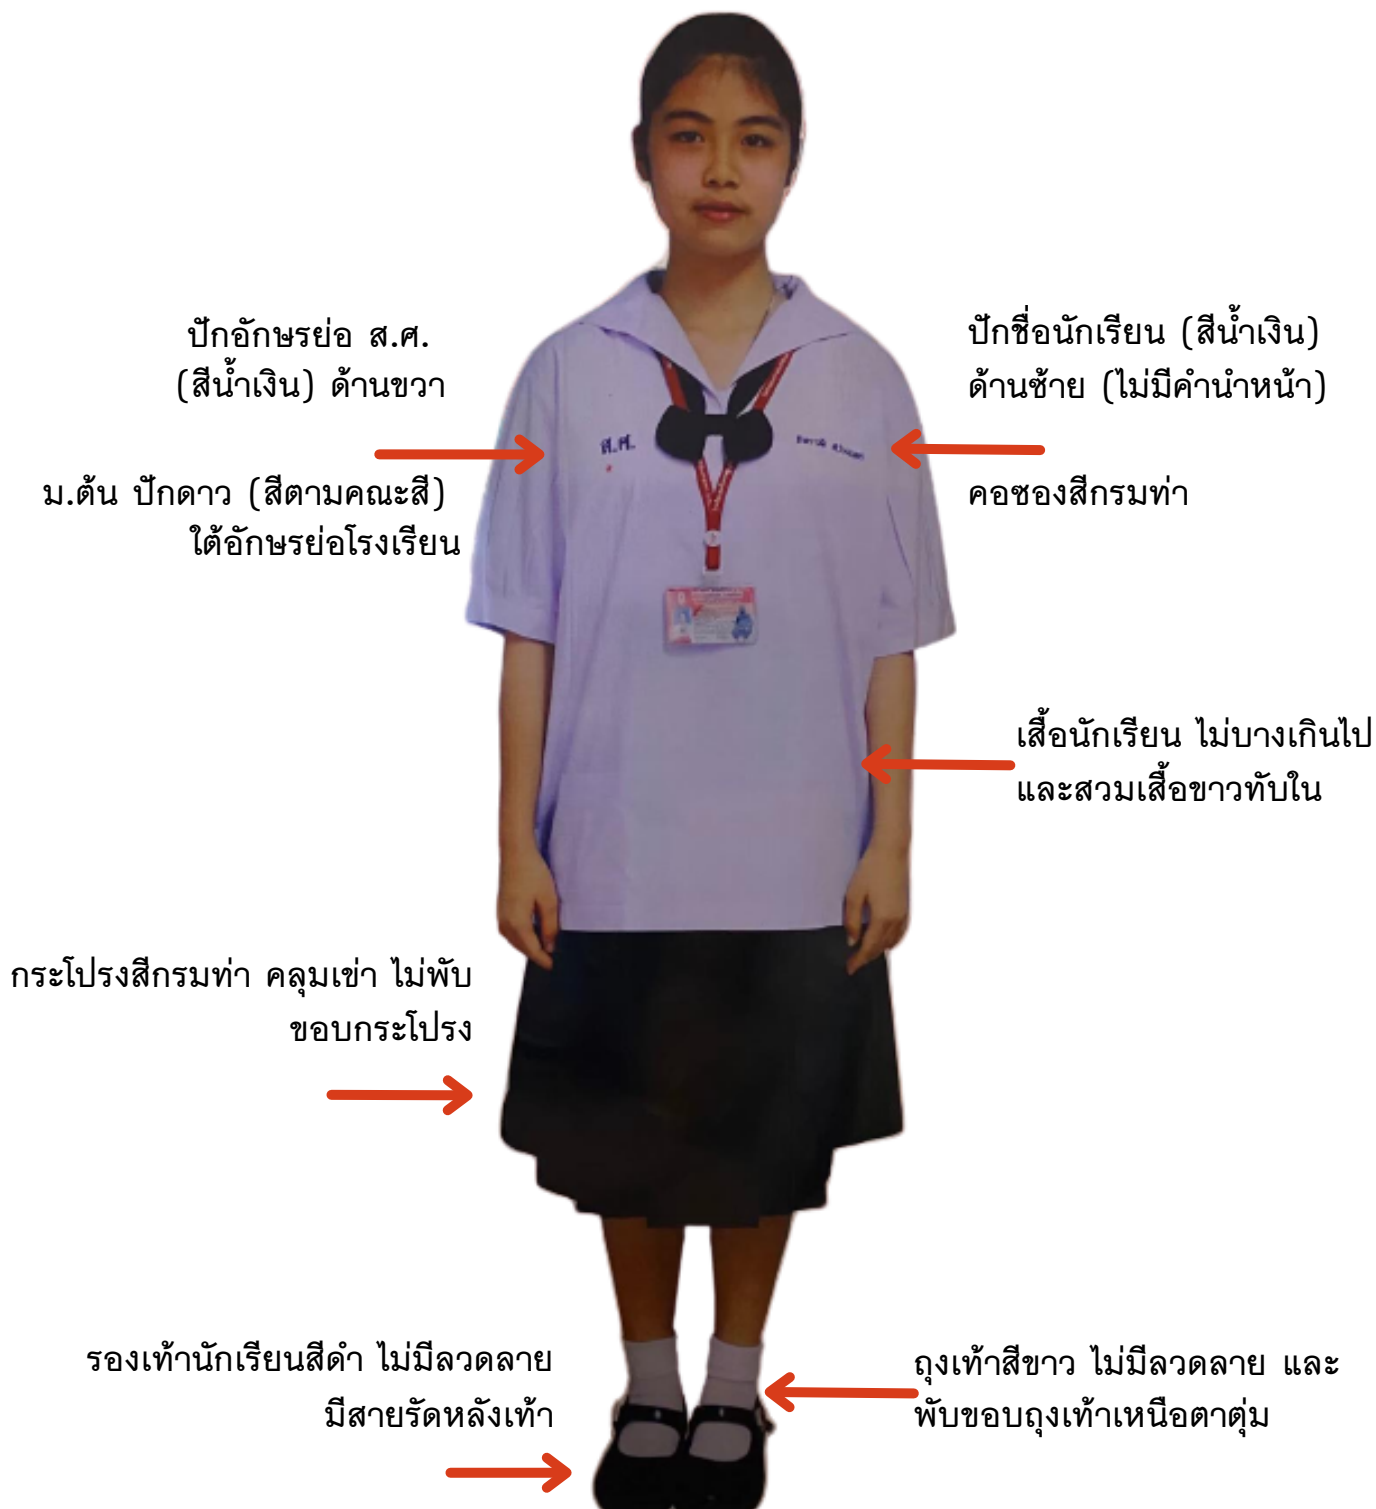 ปักอักษรย่อ ส.ศ.
(สีน้ำเงิน) ด้านขวา
ม.ต้น ปักดาว (สีตามคณะสี)
ใต้อักษรย่อโรงเรียน
ปักชื่อนักเรียน (สีน้ำเงิน)
ด้านซ้าย (ไม่มีคำนำหน้า)
คอซองสีกรมท่า
ส.ศ.
เสื้อนักเรียน ไม่บางเกินไป
และสวมเสื้อขาวทับใน
กระโปรงสีกรมท่า คลุมเข่า ไม่พับ
ขอบกระโปรง
รองเท้านักเรียนสีดำ ไม่มีลวดลาย
มีสายรัดหลังเท้า
ถุงเท้าสีขาว ไม่มีลวดลาย และ
พับขอบถุงเท้าเหนือตาตุ่ม